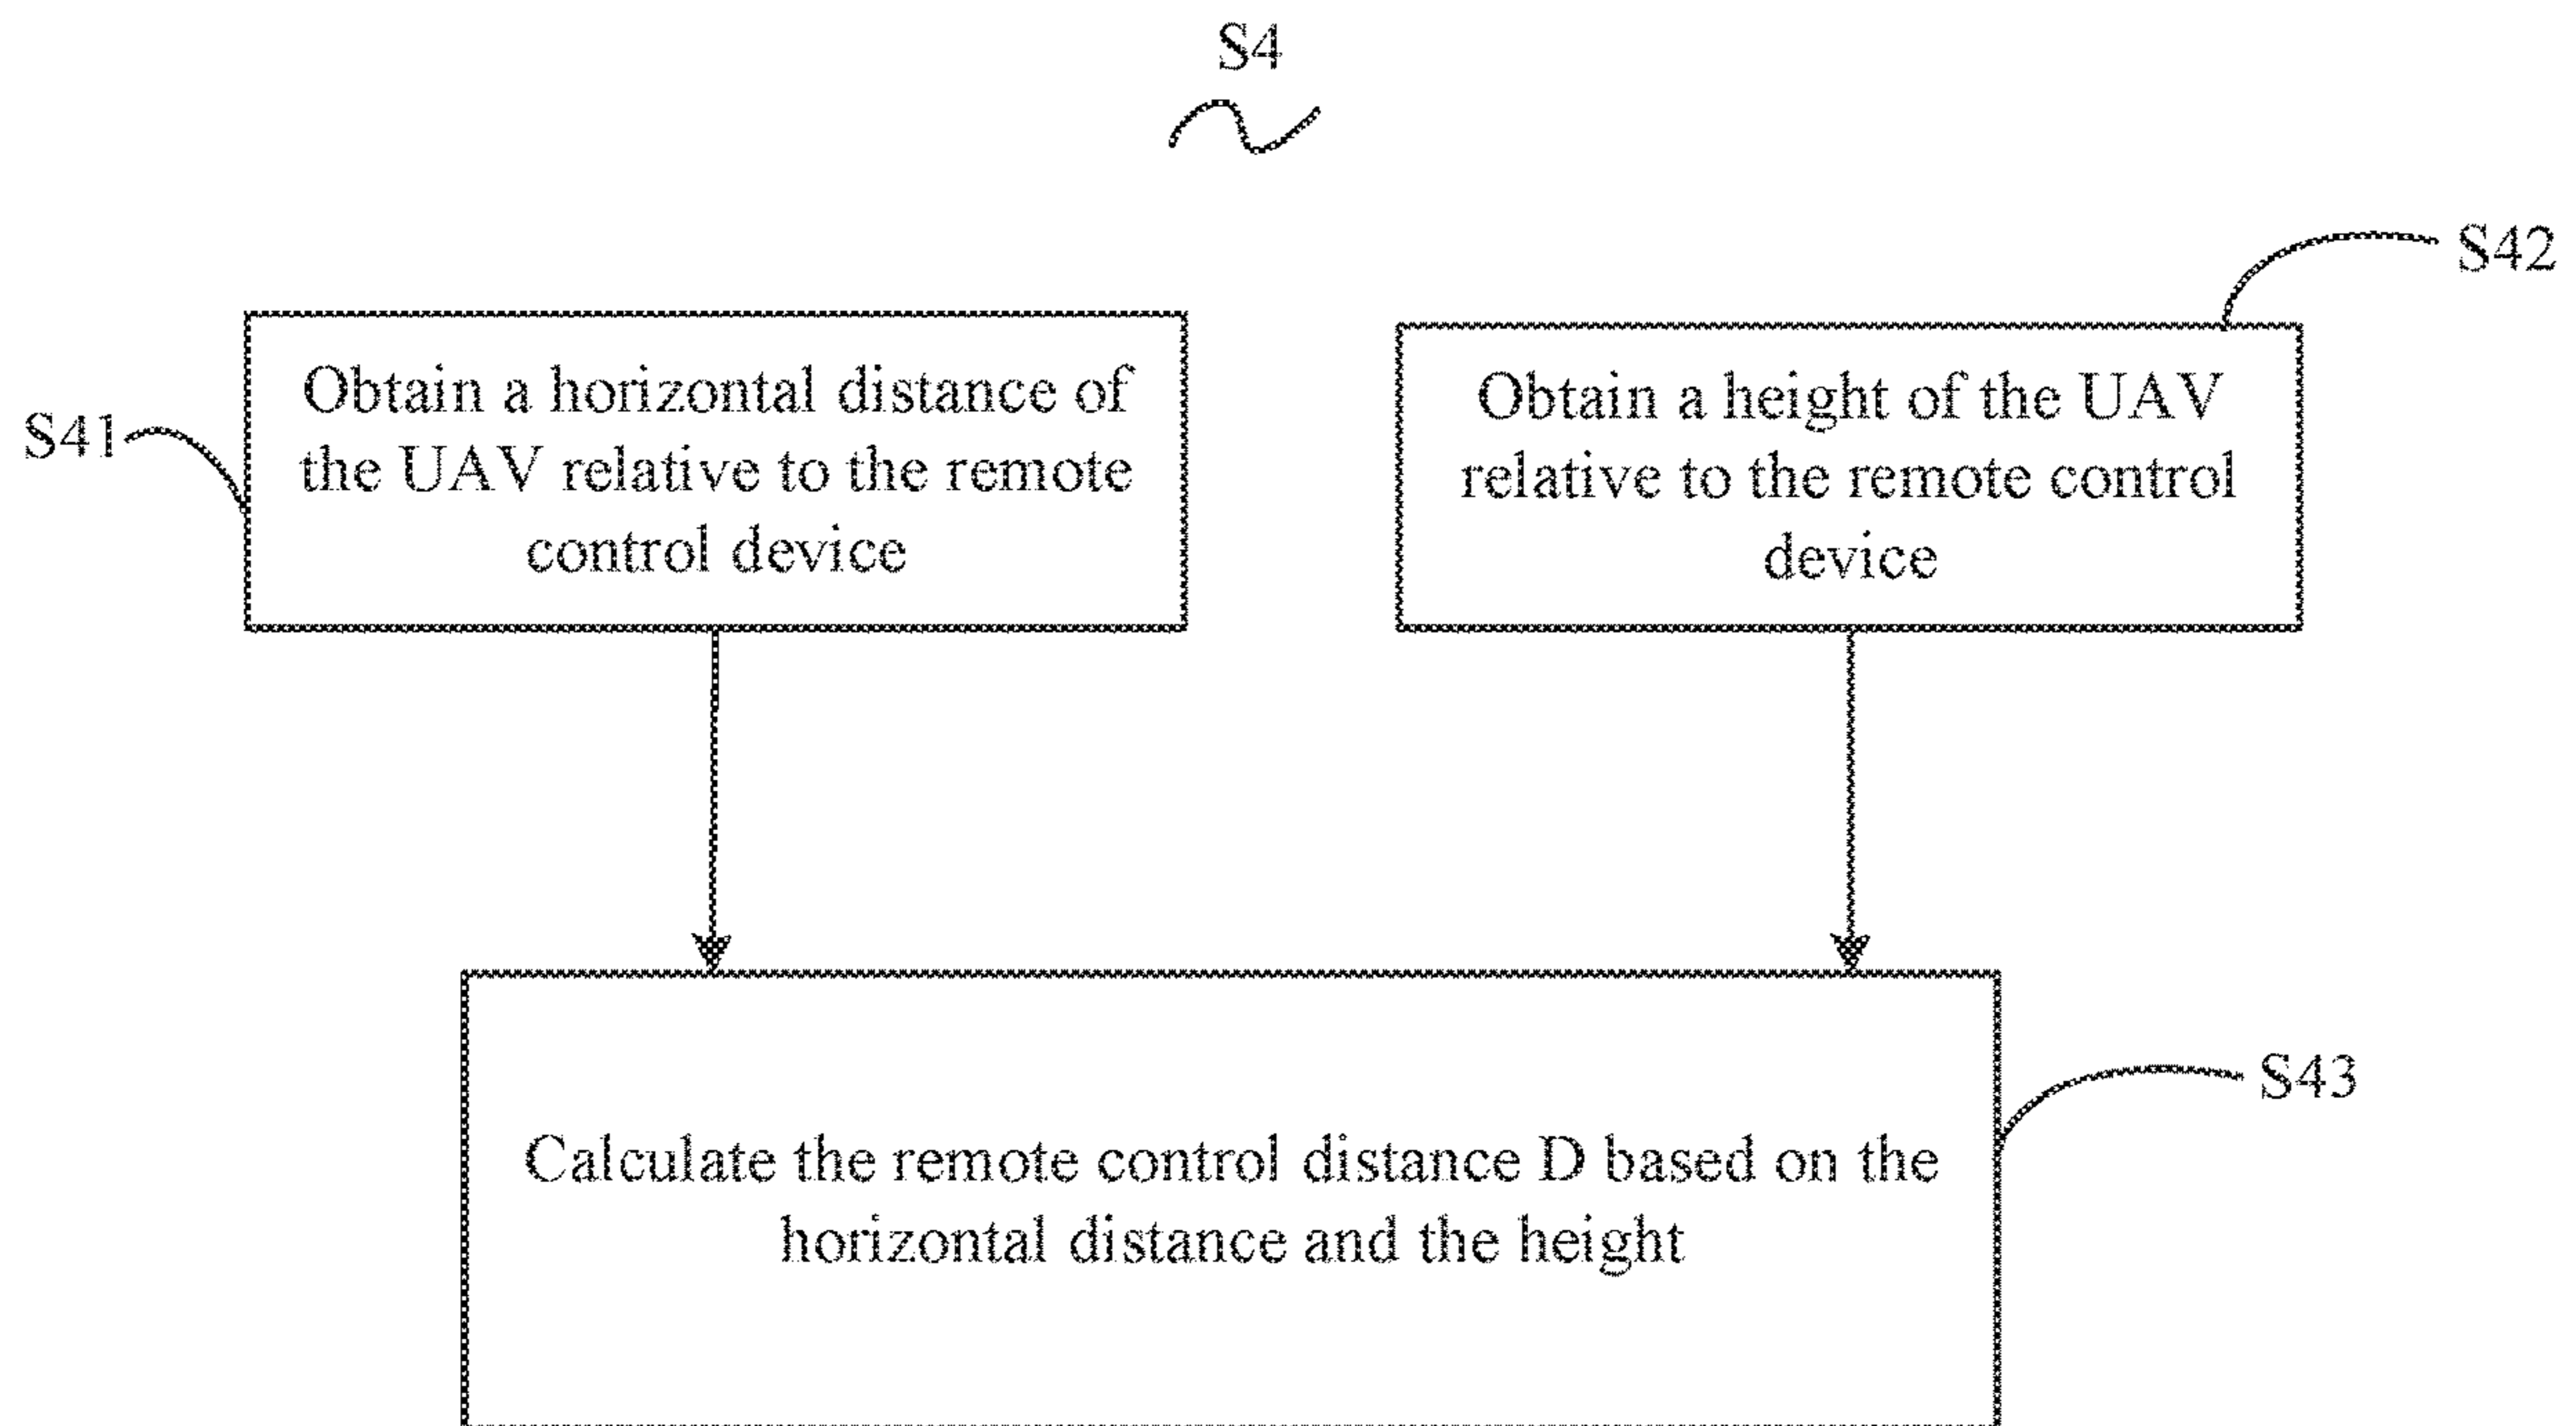 S4
S42
S41
Obtain a horizontal distance of
the UAV relative to the remote
control device
Obtain a height of the UAV
relative to the remote control
device
S43
Calculate the remote control distance D based on the
horizontal distance and the height